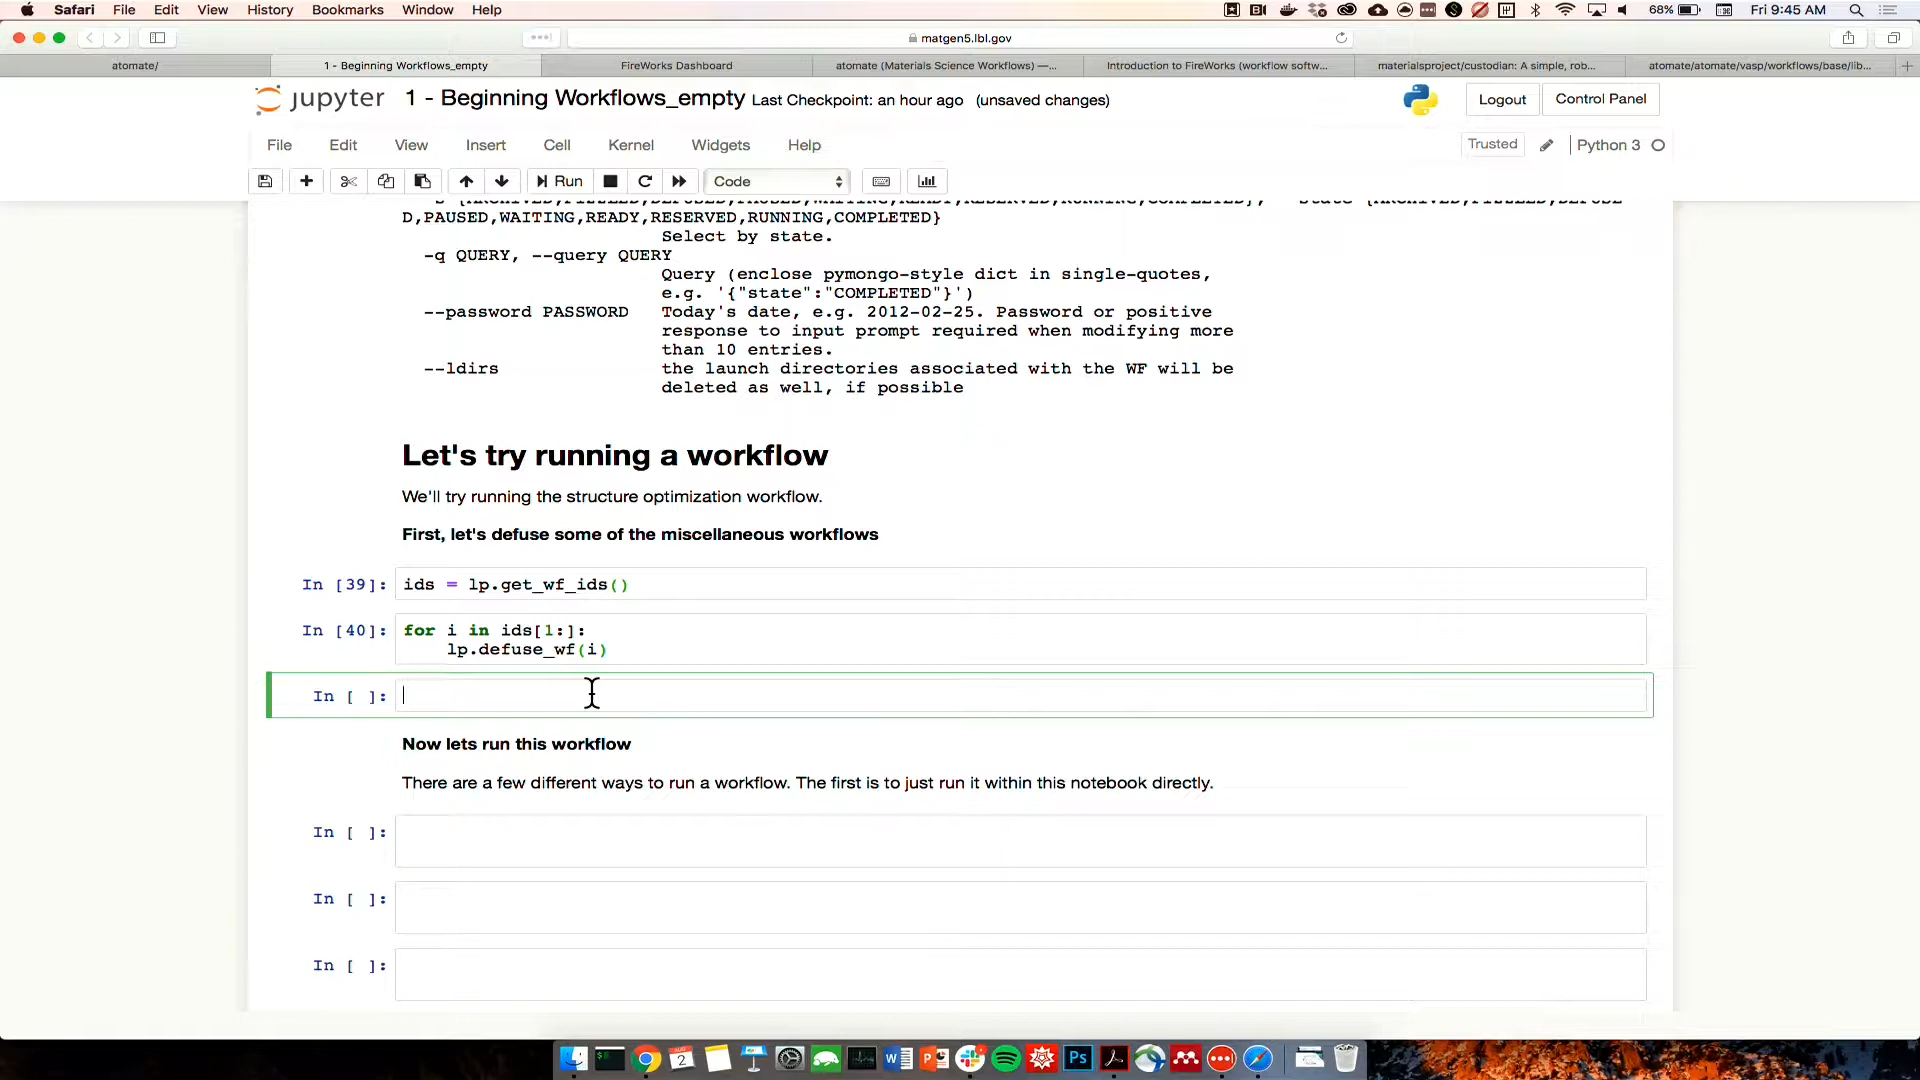 Safari File Edit View History Bookmarks Window Help 68% Fri 9:45 AM
matgen5.lbl.gov
atomate/ 1 - Beginning Workflows_empty FireWorks Dashboard atomate (Materials Science Workflows) —... Introduction to FireWorks (workflow softw... materialsproject/custodian: A simple, rob... atomate/atomate/vasp/workflows/base/lib...
jupyter 1 - Beginning Workflows_empty Last Checkpoint: an hour ago (unsaved changes) Logout Control Panel
File Edit View Insert Cell Kernel Widgets Help Trusted Python 3
Run Code
D,PAUSED,WAITING,READY,RESERVED,RUNNING,COMPLETED}
Select by state.
-q QUERY, --query QUERY
Query (enclose pymongo-style dict in single-quotes,
e.g. '{"state":"COMPLETED"}')
--password PASSWORD Today's date, e.g. 2012-02-25. Password or positive
response to input prompt required when modifying more
than 10 entries.
--ldirs the launch directories associated with the WF will be
deleted as well, if possible
Let's try running a workflow
We'll try running the structure optimization workflow.
First, let's defuse some of the miscellaneous workflows
In [39]: ids = lp.get_wf_ids()
In [40]: for i in ids[1:]:
lp.defuse_wf(i)
In [ ]:
Now lets run this workflow
There are a few different ways to run a workflow. The first is to just run it within this notebook directly.
In [ ]:
In [ ]:
In [ ]: